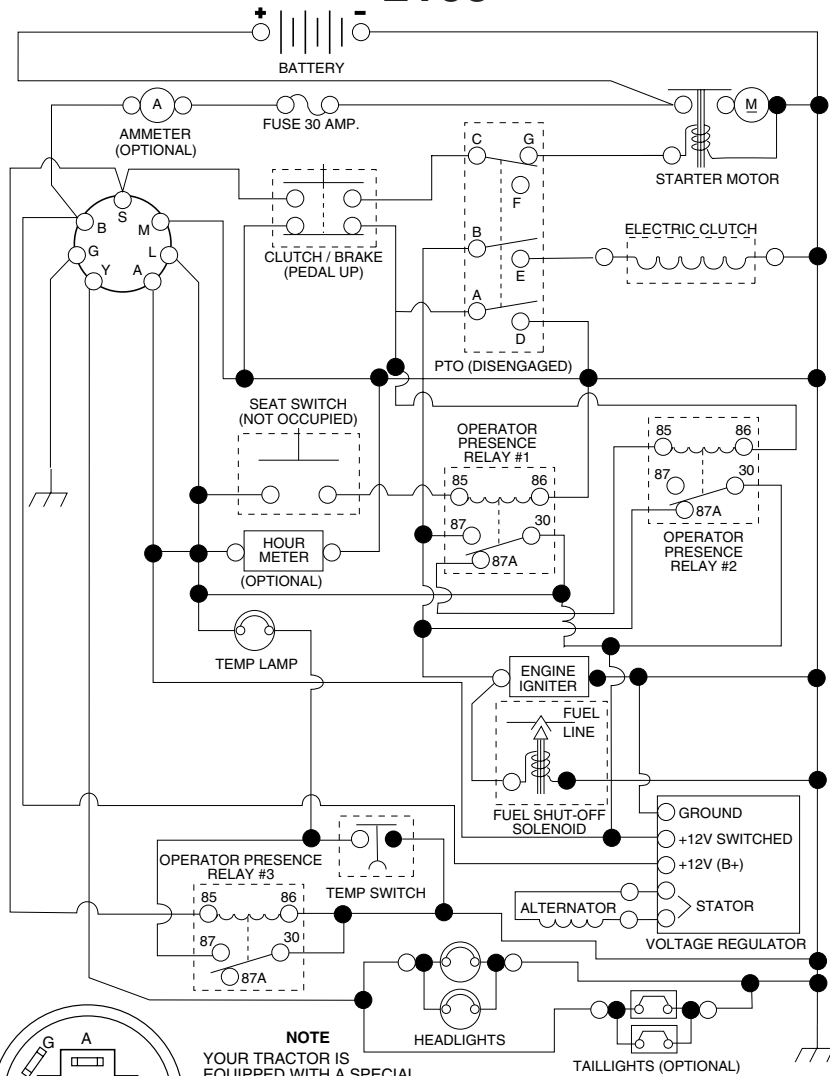 +
−
BATTERY
A
AMMETER
(OPTIONAL)
FUSE 30 AMP.
M
STARTER MOTOR
C
G
F
B
E
A
D
PTO (DISENGAGED)
ELECTRIC CLUTCH
S
B
M
G
L
Y
A
CLUTCH / BRAKE
(PEDAL UP)
SEAT SWITCH
(NOT OCCUPIED)
OPERATOR
PRESENCE
RELAY #1
85
86
87
30
87A
85
86
87
30
87A
OPERATOR
PRESENCE
RELAY #2
HOUR
METER
(OPTIONAL)
TEMP LAMP
ENGINE
IGNITER
FUEL
LINE
FUEL SHUT-OFF
SOLENOID
GROUND
+12V SWITCHED
+12V (B+)
STATOR
ALTERNATOR
VOLTAGE REGULATOR
TEMP SWITCH
OPERATOR PRESENCE
RELAY #3
85
86
87
30
87A
HEADLIGHTS
TAILLIGHTS (OPTIONAL)
G
A
NOTE
YOUR TRACTOR IS
EQUIPPED WITH A SPECIAL